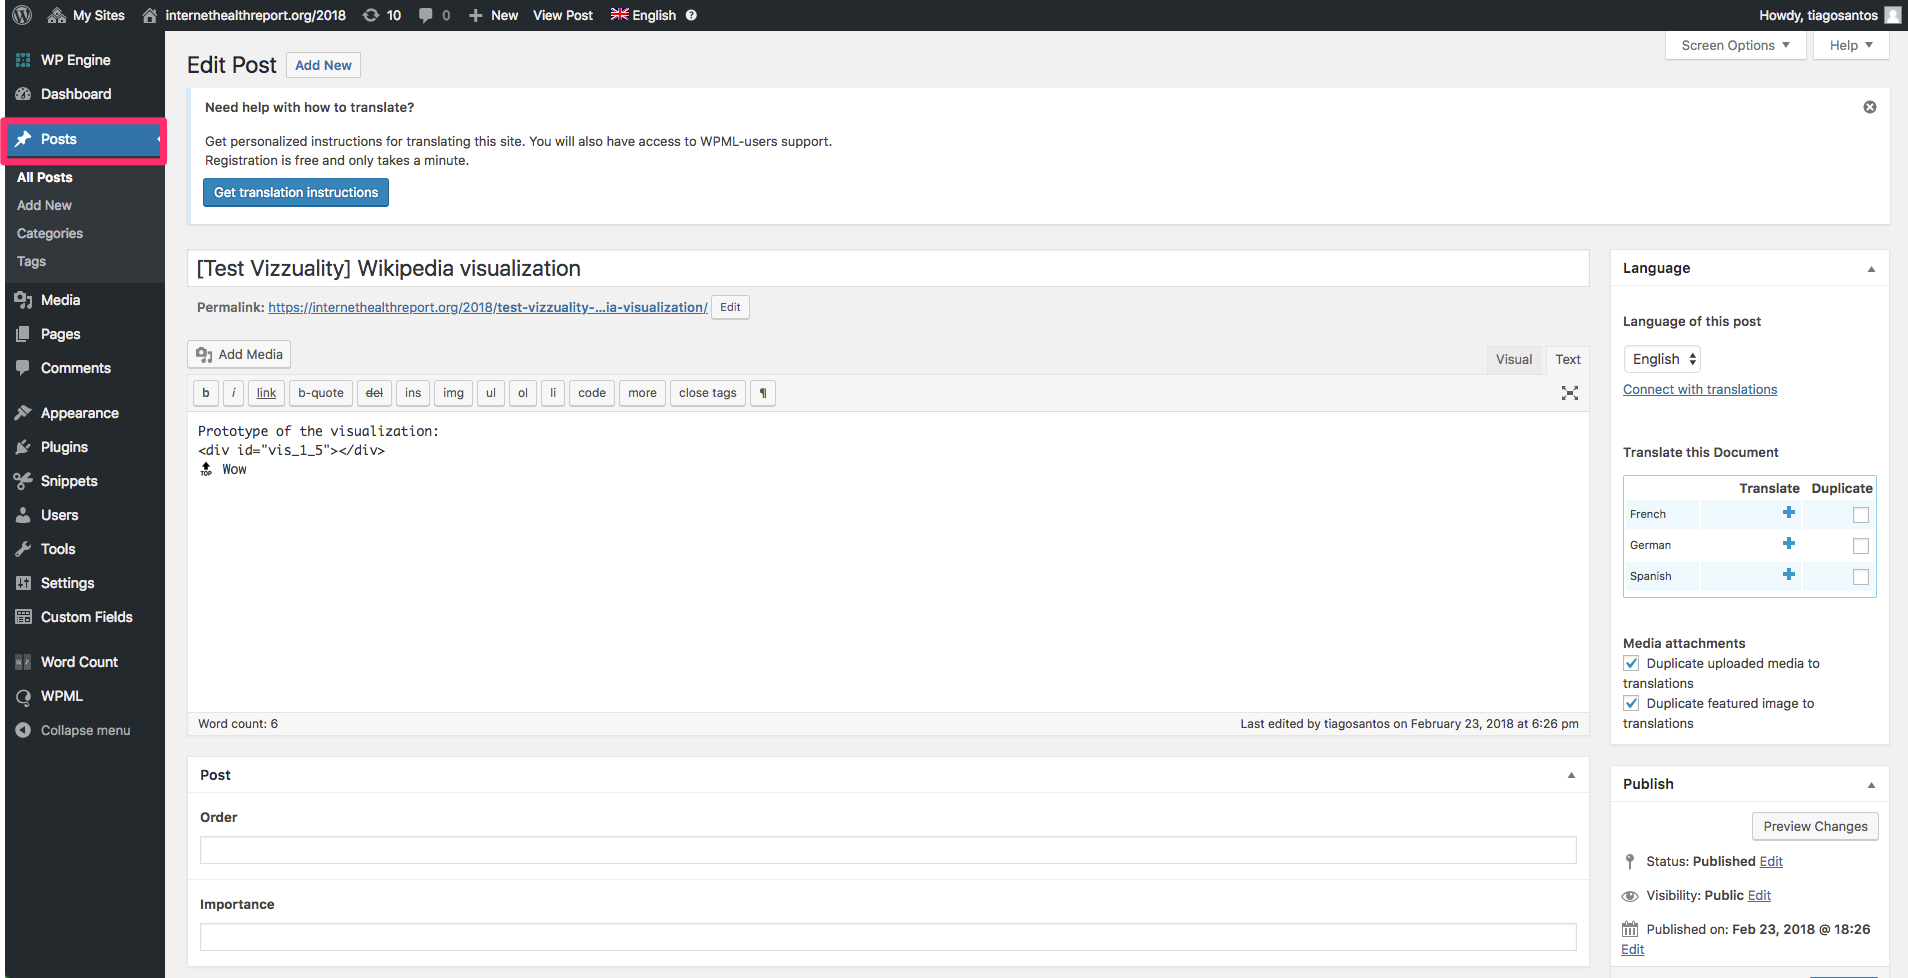 My Sites
internethealthreport.org/2018
10
0
New
View Post
English
Howdy, tiagosantos
WP Engine
Dashboard
Posts
All Posts
Add New
Categories
Tags
Media
Pages
Comments
Appearance
Plugins
Snippets
Users
Tools
Settings
Custom Fields
Word Count
WPML
Collapse menu
Screen Options
Help
Edit Post
Add New
Need help with how to translate?
Get personalized instructions for translating this site. You will also have access to WPML-users support.
Registration is free and only takes a minute.
Get translation instructions
[Test Vizzuality] Wikipedia visualization
Permalink: https://internethealthreport.org/2018/test-vizzuality-...ia-visualization/ Edit
Add Media
Visual
Text
b
i
link
b-quote
del
ins
img
ul
ol
li
code
more
close tags
¶
Prototype of the visualization:
<div id="vis_1_5"></div>
🔝 Wow
Word count: 6
Last edited by tiagosantos on February 23, 2018 at 6:26 pm
Post
Order
Importance
Language
Language of this post
English
Connect with translations
Translate this Document
Translate Duplicate
French
German
Spanish
Media attachments
Duplicate uploaded media to
translations
Duplicate featured image to
translations
Publish
Preview Changes
Status: Published Edit
Visibility: Public Edit
Published on: Feb 23, 2018 @ 18:26
Edit